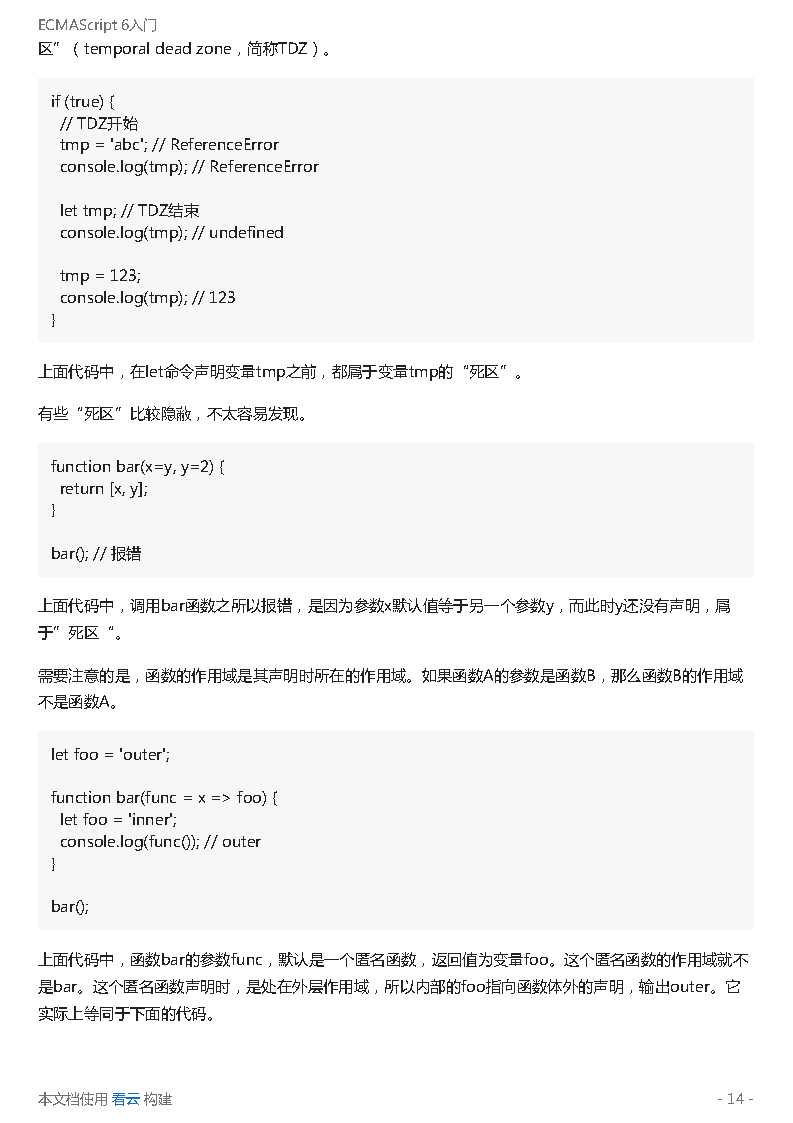 ECMAScript 6入门
区”（temporal dead zone，简称TDZ）。
if (true) {
// TDZ开始
tmp = 'abc'; // ReferenceError
console.log(tmp); // ReferenceError
let tmp; // TDZ结束
console.log(tmp); // undefined
tmp = 123;
console.log(tmp); // 123
}
上面代码中，在let命令声明变量tmp之前，都属于变量tmp的“死区”。
有些“死区”比较隐蔽，不太容易发现。
function bar(x=y, y=2) {
return [x, y];
}
bar(); // 报错
上面代码中，调用bar函数之所以报错，是因为参数x默认值等于另一个参数y，而此时y还没有声明，属
于”死区“。
需要注意的是，函数的作用域是其声明时所在的作用域。如果函数A的参数是函数B，那么函数B的作用域
不是函数A。
let foo = 'outer';
function bar(func = x => foo) {
let foo = 'inner';
console.log(func()); // outer
}
bar();
上面代码中，函数bar的参数func，默认是一个匿名函数，返回值为变量foo。这个匿名函数的作用域就不
是bar。这个匿名函数声明时，是处在外层作用域，所以内部的foo指向函数体外的声明，输出outer。它
实际上等同于下面的代码。
本文档使用 看云 构建
- 14 -